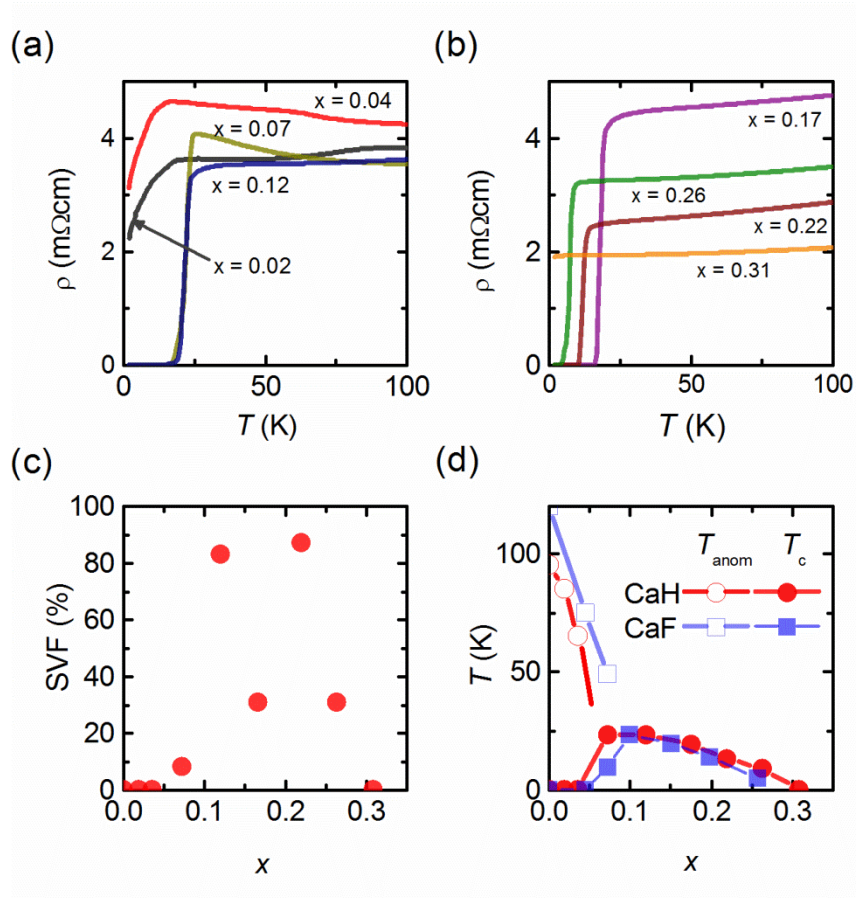 (a)
(b)
x = 0.04
x = 0.07
x = 0.12
x = 0.02
4
2
0
ρ (mΩcm)
0
50
100
T (K)
x = 0.17
x = 0.26
x = 0.22
x = 0.31
4
2
0
ρ (mΩcm)
0
50
100
T (K)
(c)
(d)
100
80
60
40
20
0
SVF (%)
0.0
0.1
0.2
0.3
x
T anom
T c
CaH
CaF
100
50
0
T (K)
0.0
0.1
0.2
0.3
x